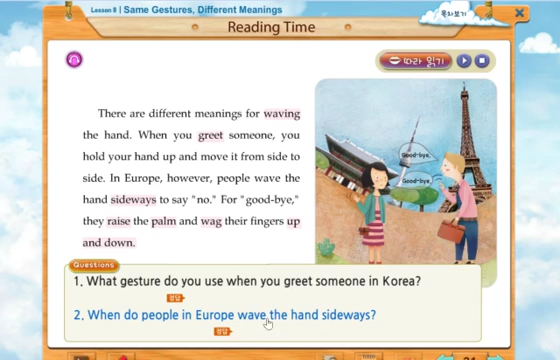 Lesson 8 | Same Gestures, Different Meanings
목차보기
Reading Time
따라 읽기
There are different meanings for waving
the hand. When you greet someone, you
hold your hand up and move it from side to
side. In Europe, however, people wave the
hand sideways to say "no." For "good-bye,"
they raise the palm and wag their fingers up
and down.
Good-bye.
Good-bye.
Questions
1. What gesture do you use when you greet someone in Korea?
정답
2. When do people in Europe wave the hand sideways?
정답